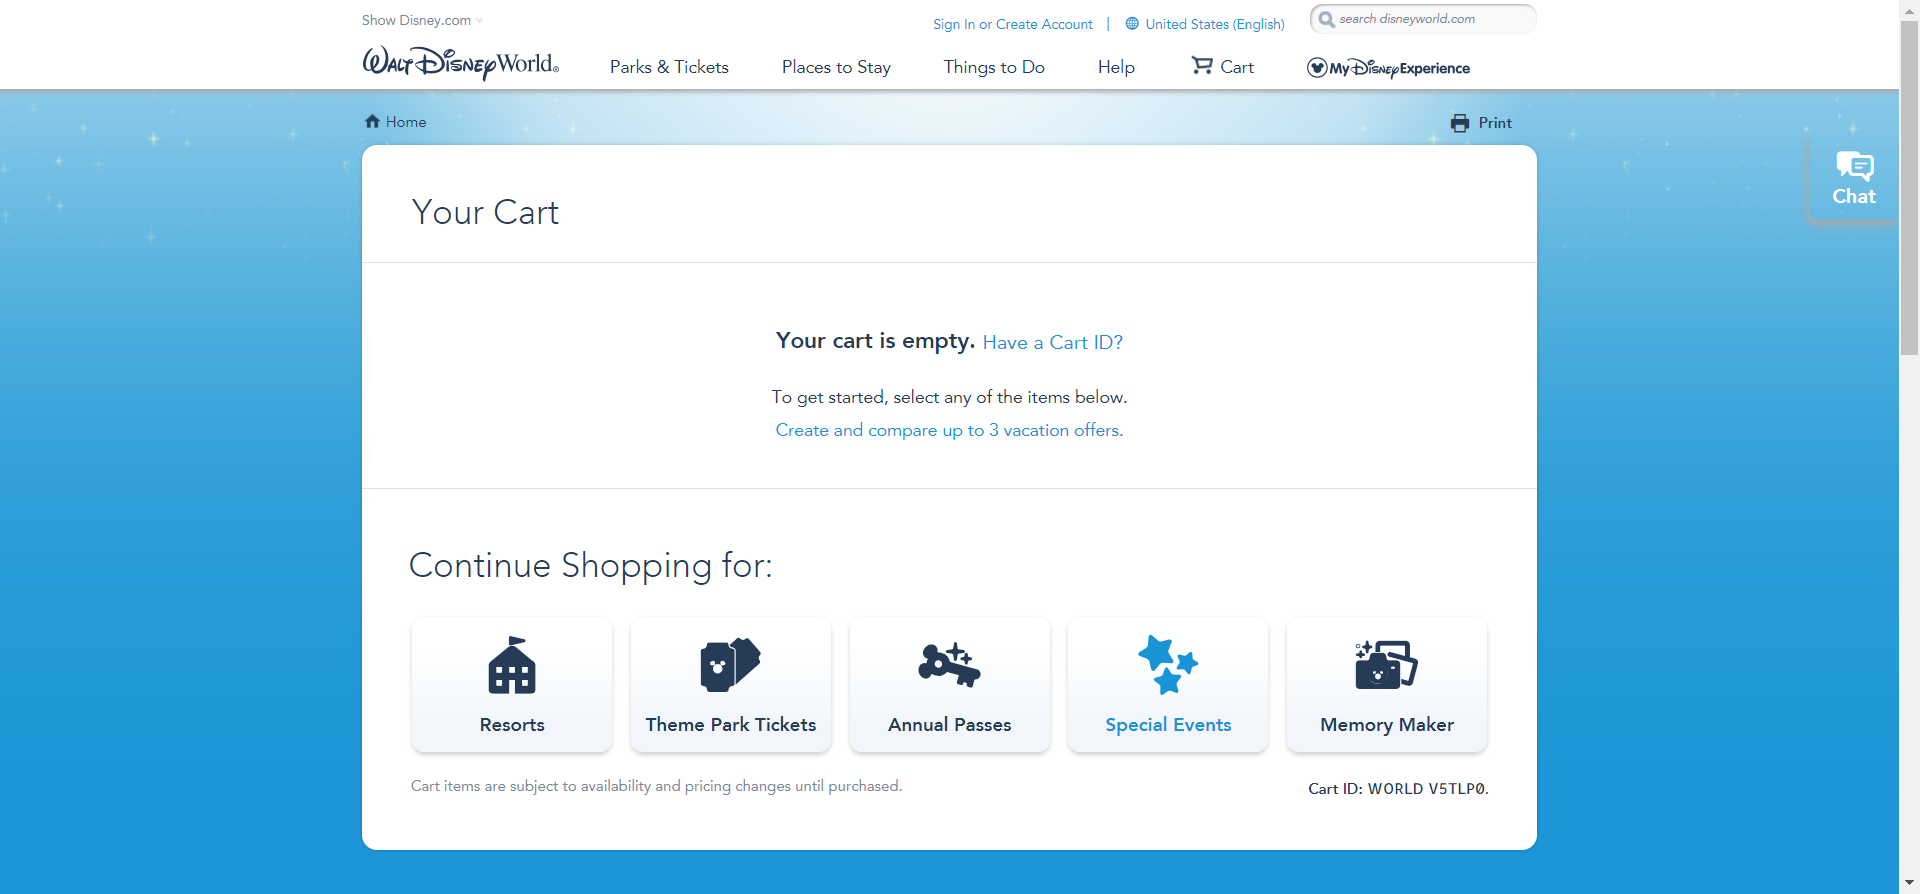 Show Disney.com
Sign In or Create Account | United States (English)
search disneyworld.com
Walt Disney World®
Parks & Tickets
Places to Stay
Things to Do
Help
Cart
My Disney Experience
Home
Print
Chat
Your Cart
Your cart is empty. Have a Cart ID?
To get started, select any of the items below.
Create and compare up to 3 vacation offers.
Continue Shopping for:
Resorts
Theme Park Tickets
Annual Passes
Special Events
Memory Maker
Cart items are subject to availability and pricing changes until purchased.
Cart ID: WORLD V5TLP0.